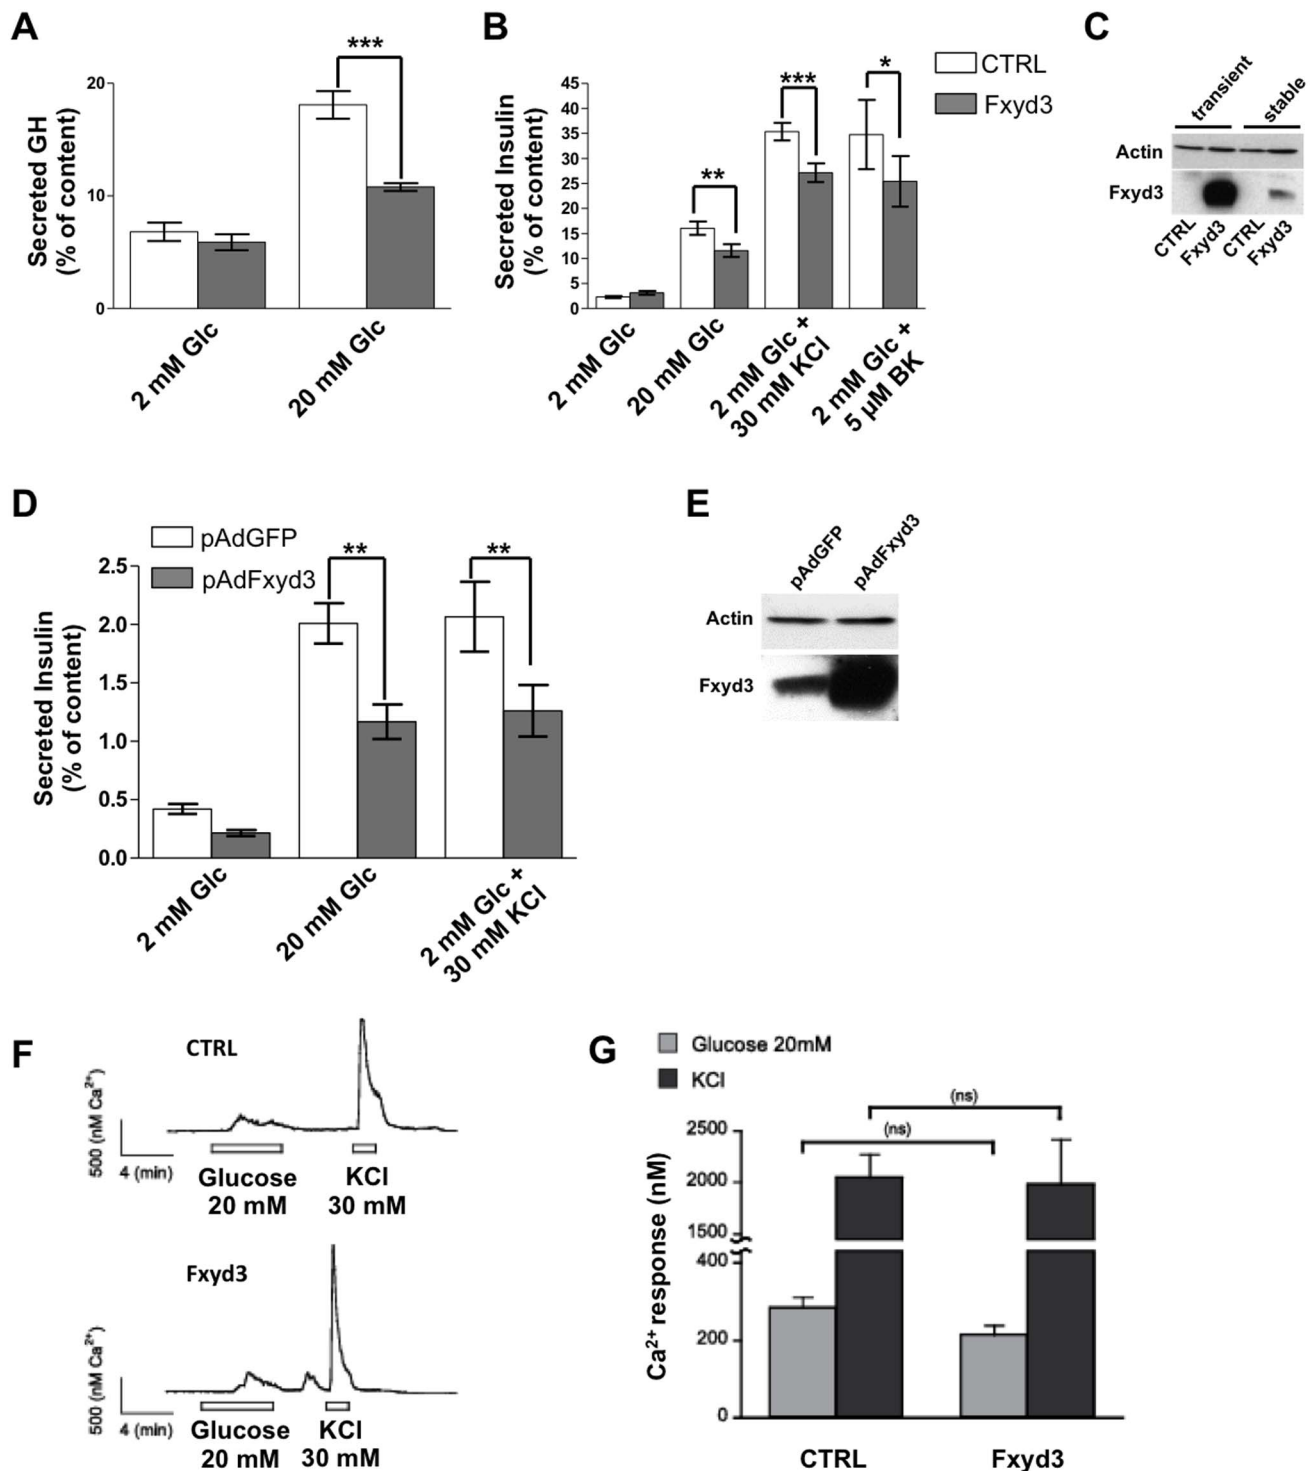 A
***
20
10
0
Secreted GH
(% of content)
2 mM Glc
20 mM Glc
B
CTRL
Fxyd3
***
*
**
45
40
35
30
25
20
15
10
5
0
Secreted Insulin
(% of content)
2 mM Glc
20 mM Glc
2 mM Glc +
30 mM KCl
2 mM Glc +
5 µM BK
C
transient
stable
Actin
Fxyd3
CTRL
Fxyd3
CTRL
Fxyd3
D
pAdGFP
pAdFxyd3
**
**
2.5
2.0
1.5
1.0
0.5
0.0
Secreted Insulin
(% of content)
2 mM Glc
20 mM Glc
2 mM Glc +
30 mM KCl
E
pAdGFP
pAdFxyd3
Actin
Fxyd3
F
CTRL
500 (nM Ca²⁺)
4 (min)
Glucose
20 mM
KCl
30 mM
Fxyd3
500 (nM Ca²⁺)
4 (min)
Glucose
20 mM
KCl
30 mM
G
Glucose 20mM
KCl
(ns)
(ns)
2500
2000
1500
400
200
0
Ca²⁺ response (nM)
CTRL
Fxyd3